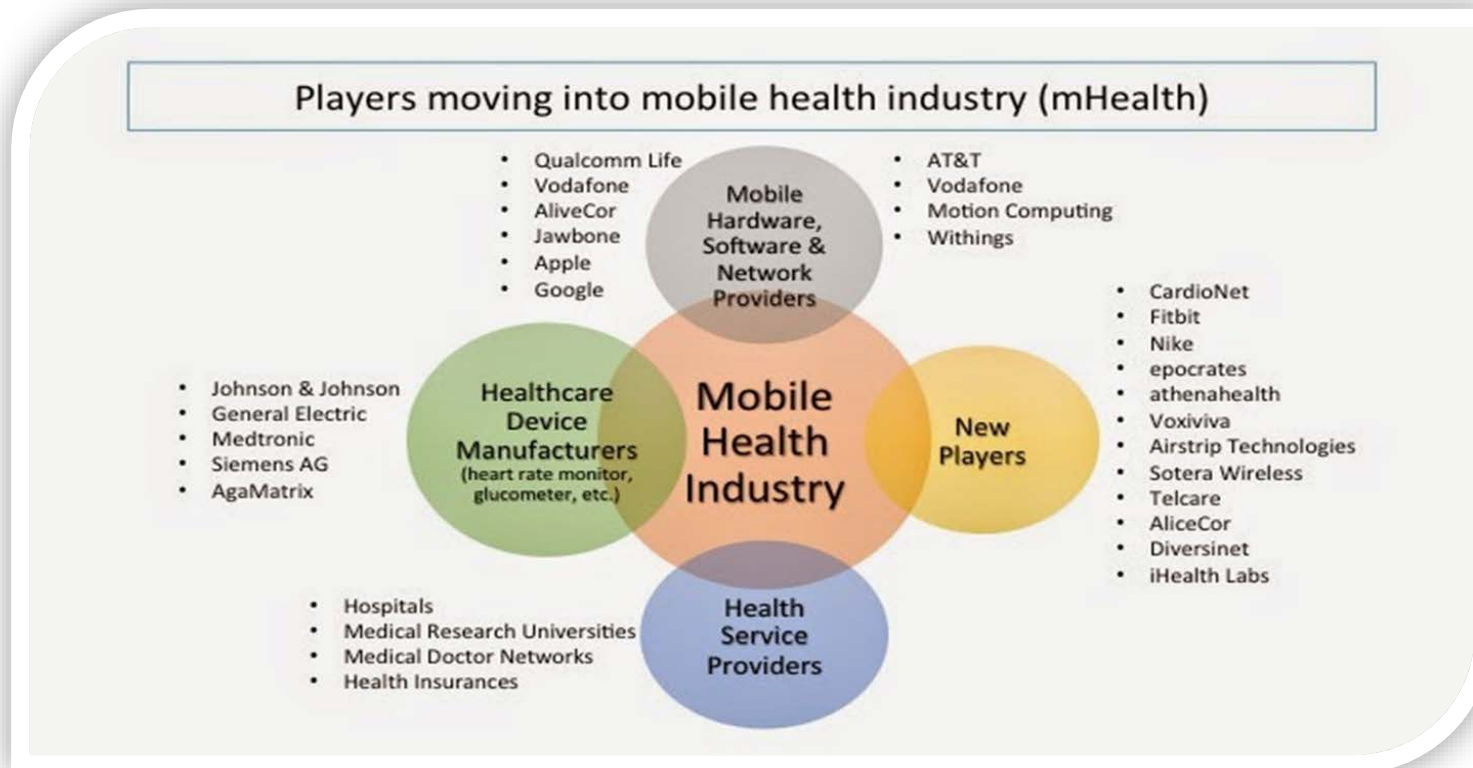 Players moving into mobile health industry (mHealth)
• Qualcomm Life
• Vodafone
• AliveCor
• Jawbone
• Apple
• Google
Mobile
Hardware,
Software &
Network
Providers
• AT&T
• Vodafone
• Motion Computing
• Withings
• Johnson & Johnson
• General Electric
• Medtronic
• Siemens AG
• AgaMatrix
Healthcare
Device
Manufacturers
(heart rate monitor,
glucometer, etc.)
Mobile
Health
Industry
New
Players
• CardioNet
• Fitbit
• Nike
• epocrates
• athenahealth
• Voxiviva
• Airstrip Technologies
• Sotera Wireless
• Telcare
• AliceCor
• Diversinet
• iHealth Labs
• Hospitals
• Medical Research Universities
• Medical Doctor Networks
• Health Insurances
Health
Service
Providers